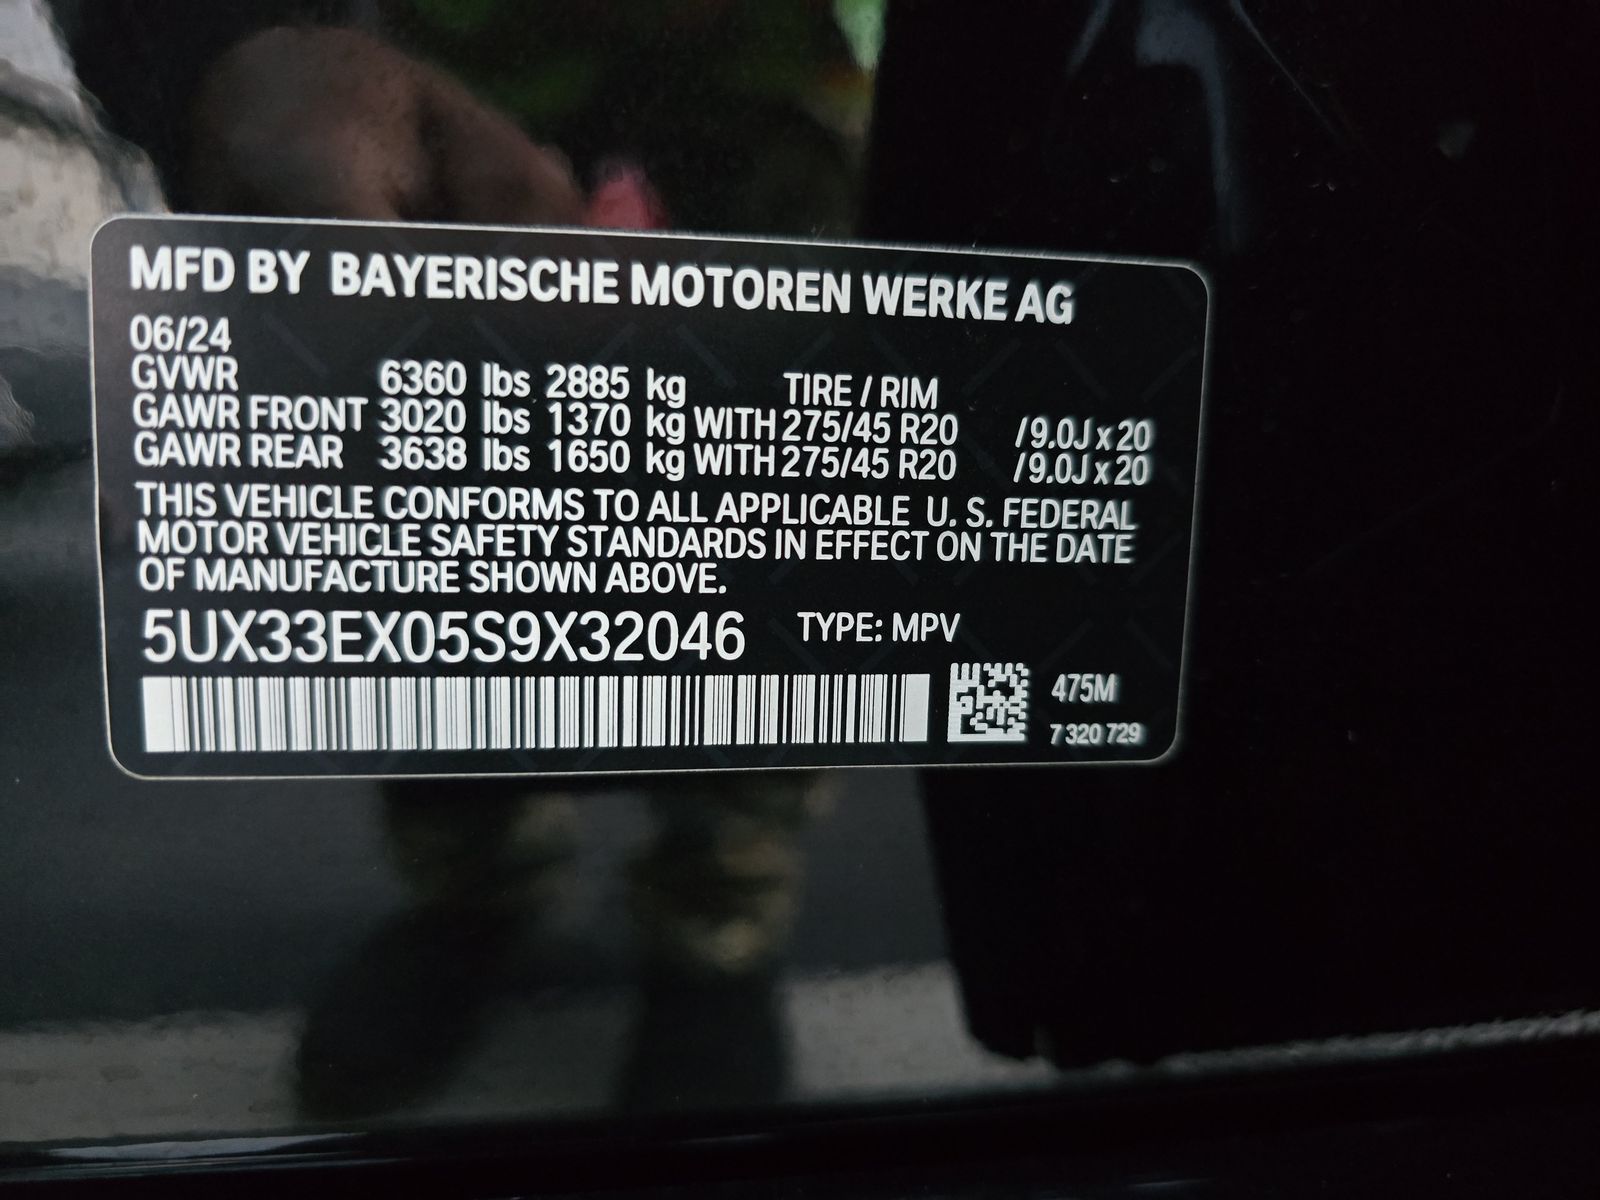 MFD BY BAYERISCHE MOTOREN WERKE AG
06/24
GVWR 6360 lbs 2885 kg TIRE / RIM
GAWR FRONT 3020 lbs 1370 kg WITH 275/45 R20 /9.0J x 20
GAWR REAR 3638 lbs 1650 kg WITH 275/45 R20 /9.0J x 20
THIS VEHICLE CONFORMS TO ALL APPLICABLE U. S. FEDERAL
MOTOR VEHICLE SAFETY STANDARDS IN EFFECT ON THE DATE
OF MANUFACTURE SHOWN ABOVE.
5UX33EX05S9X32046 TYPE: MPV
475M
7 320 729